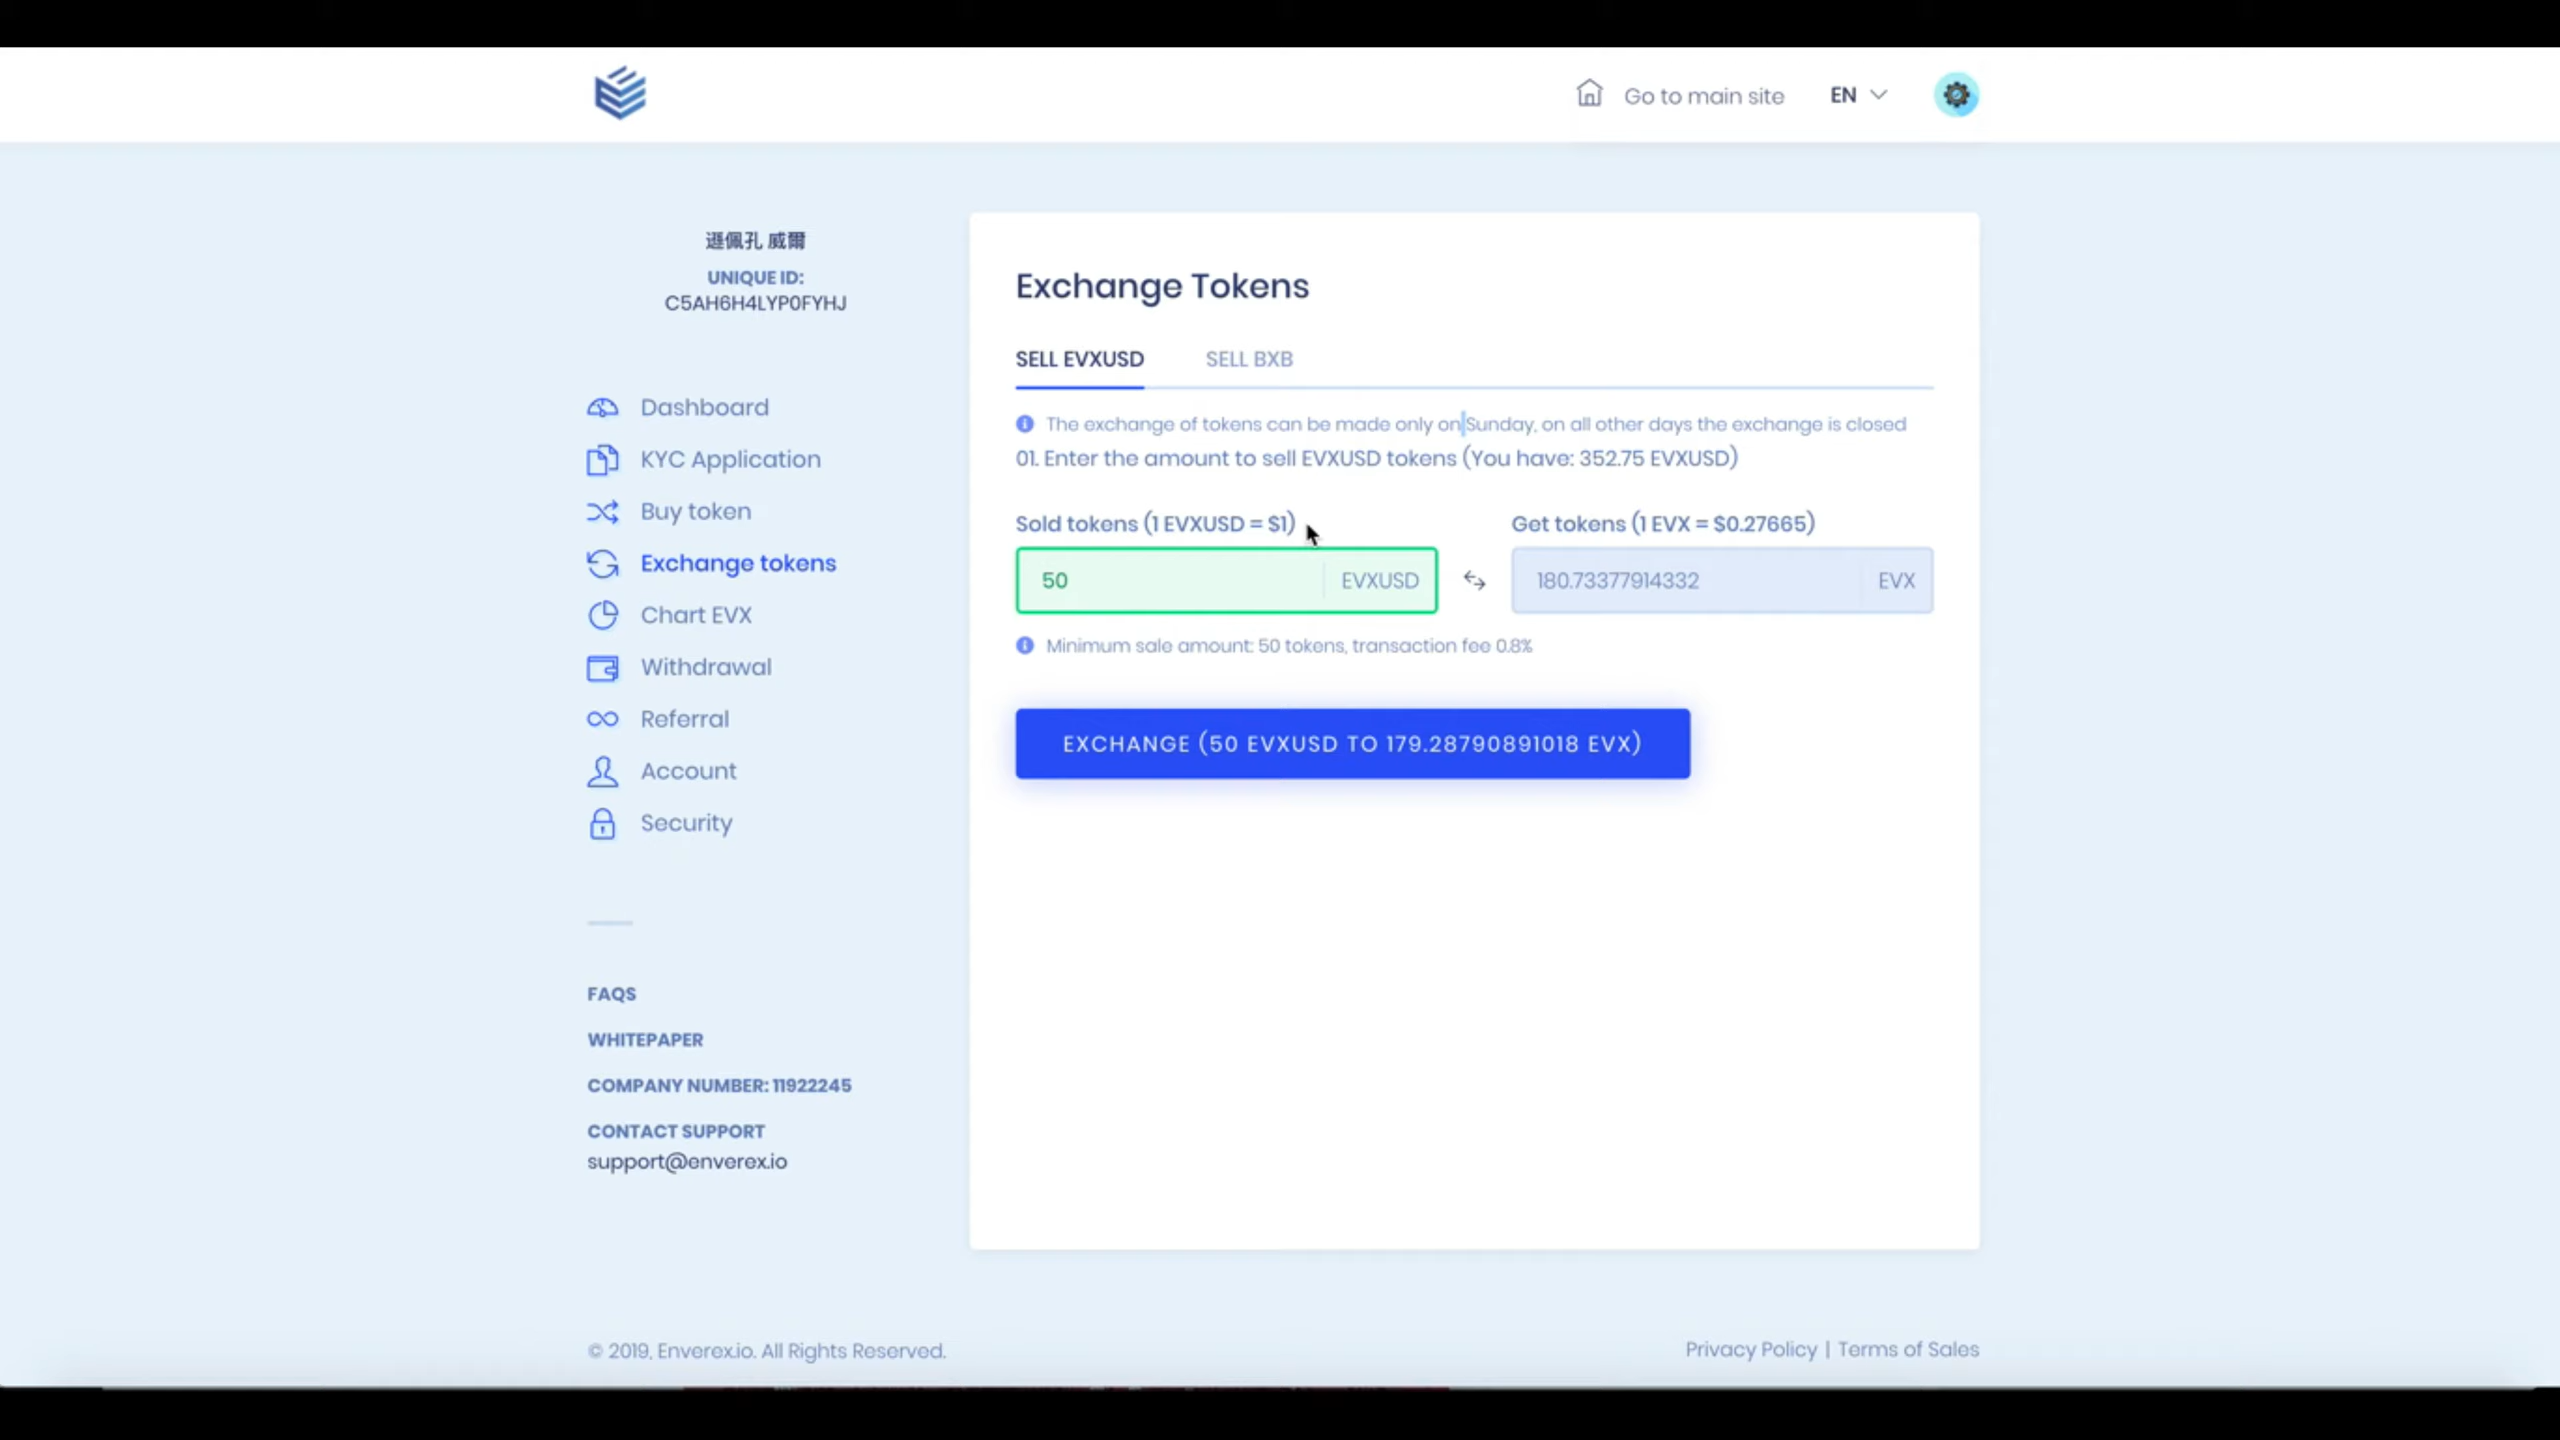 Go to main site
EN
遜佩孔 威爾
UNIQUE ID:
C5AH6H4LYP0FYHJ
Dashboard
KYC Application
Buy token
Exchange tokens
Chart EVX
Withdrawal
Referral
Account
Security
FAQS
WHITEPAPER
COMPANY NUMBER: 11922245
CONTACT SUPPORT
support@enverex.io
Exchange Tokens
SELL EVXUSD
SELL BXB
The exchange of tokens can be made only on Sunday, on all other days the exchange is closed
01. Enter the amount to sell EVXUSD tokens (You have: 352.75 EVXUSD)
Sold tokens (1 EVXUSD = $1)
50
EVXUSD
Get tokens (1 EVX = $0.27665)
180.73377914332
EVX
Minimum sale amount: 50 tokens, transaction fee 0.8%
EXCHANGE (50 EVXUSD TO 179.28790891018 EVX)
© 2019, Enverex.io. All Rights Reserved.
Privacy Policy | Terms of Sales